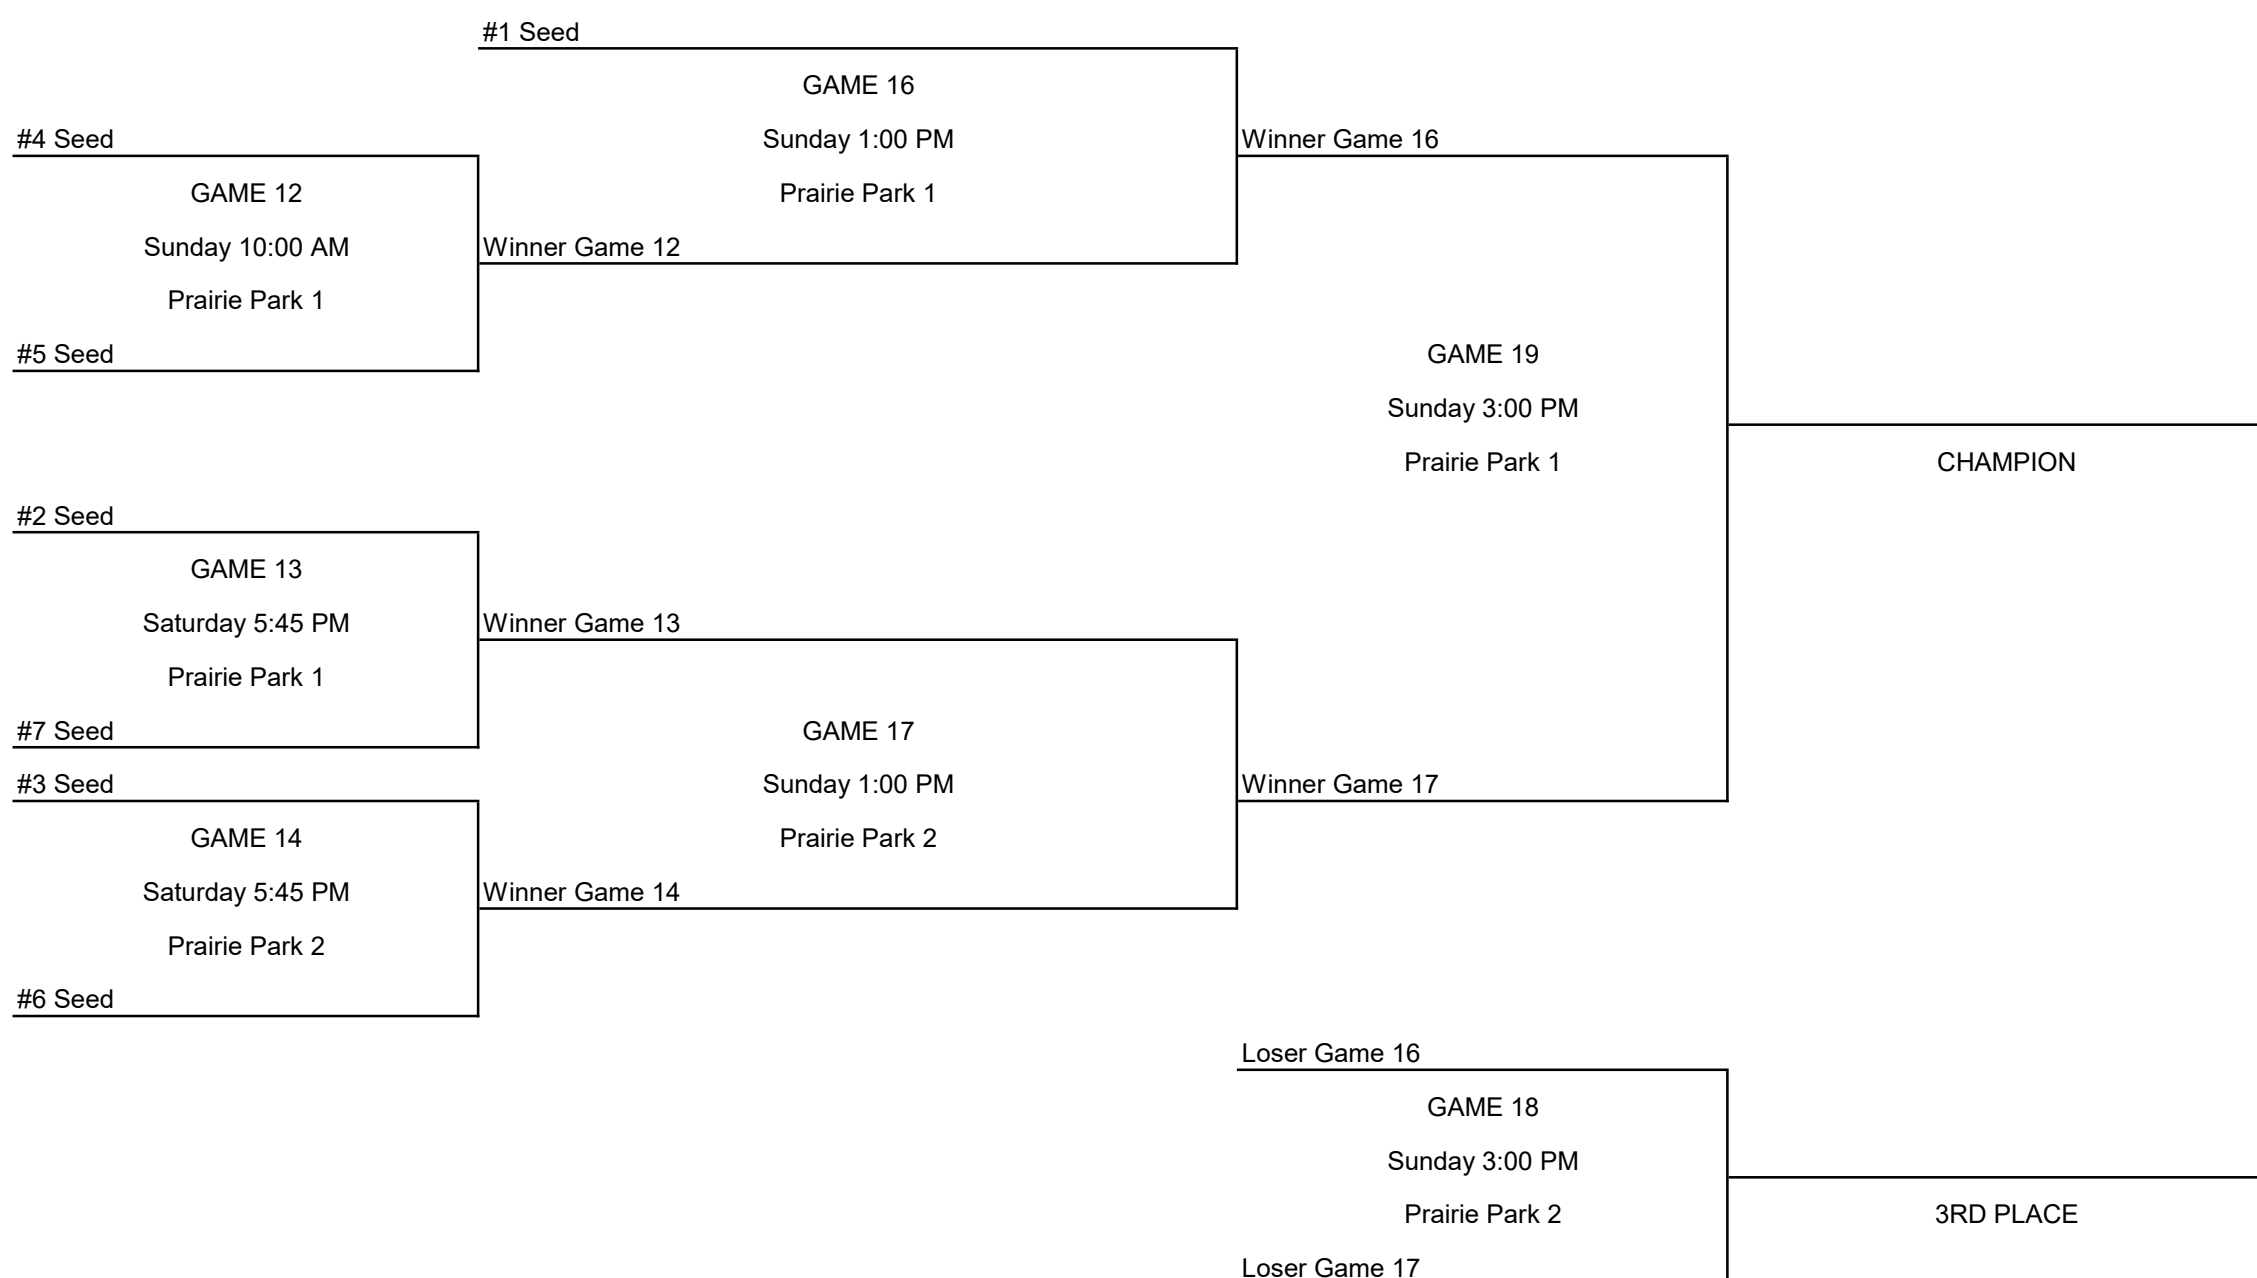 #1 Seed
GAME 16
#4 Seed
Sunday 1:00 PM
Winner Game 16
GAME 12
Prairie Park 1
Sunday 10:00 AM
Winner Game 12
Prairie Park 1
#5 Seed
GAME 19
Sunday 3:00 PM
Prairie Park 1
CHAMPION
#2 Seed
GAME 13
Saturday 5:45 PM
Winner Game 13
Prairie Park 1
#7 Seed
GAME 17
#3 Seed
Sunday 1:00 PM
Winner Game 17
GAME 14
Prairie Park 2
Saturday 5:45 PM
Winner Game 14
Prairie Park 2
#6 Seed
Loser Game 16
GAME 18
Sunday 3:00 PM
Prairie Park 2
3RD PLACE
Loser Game 17